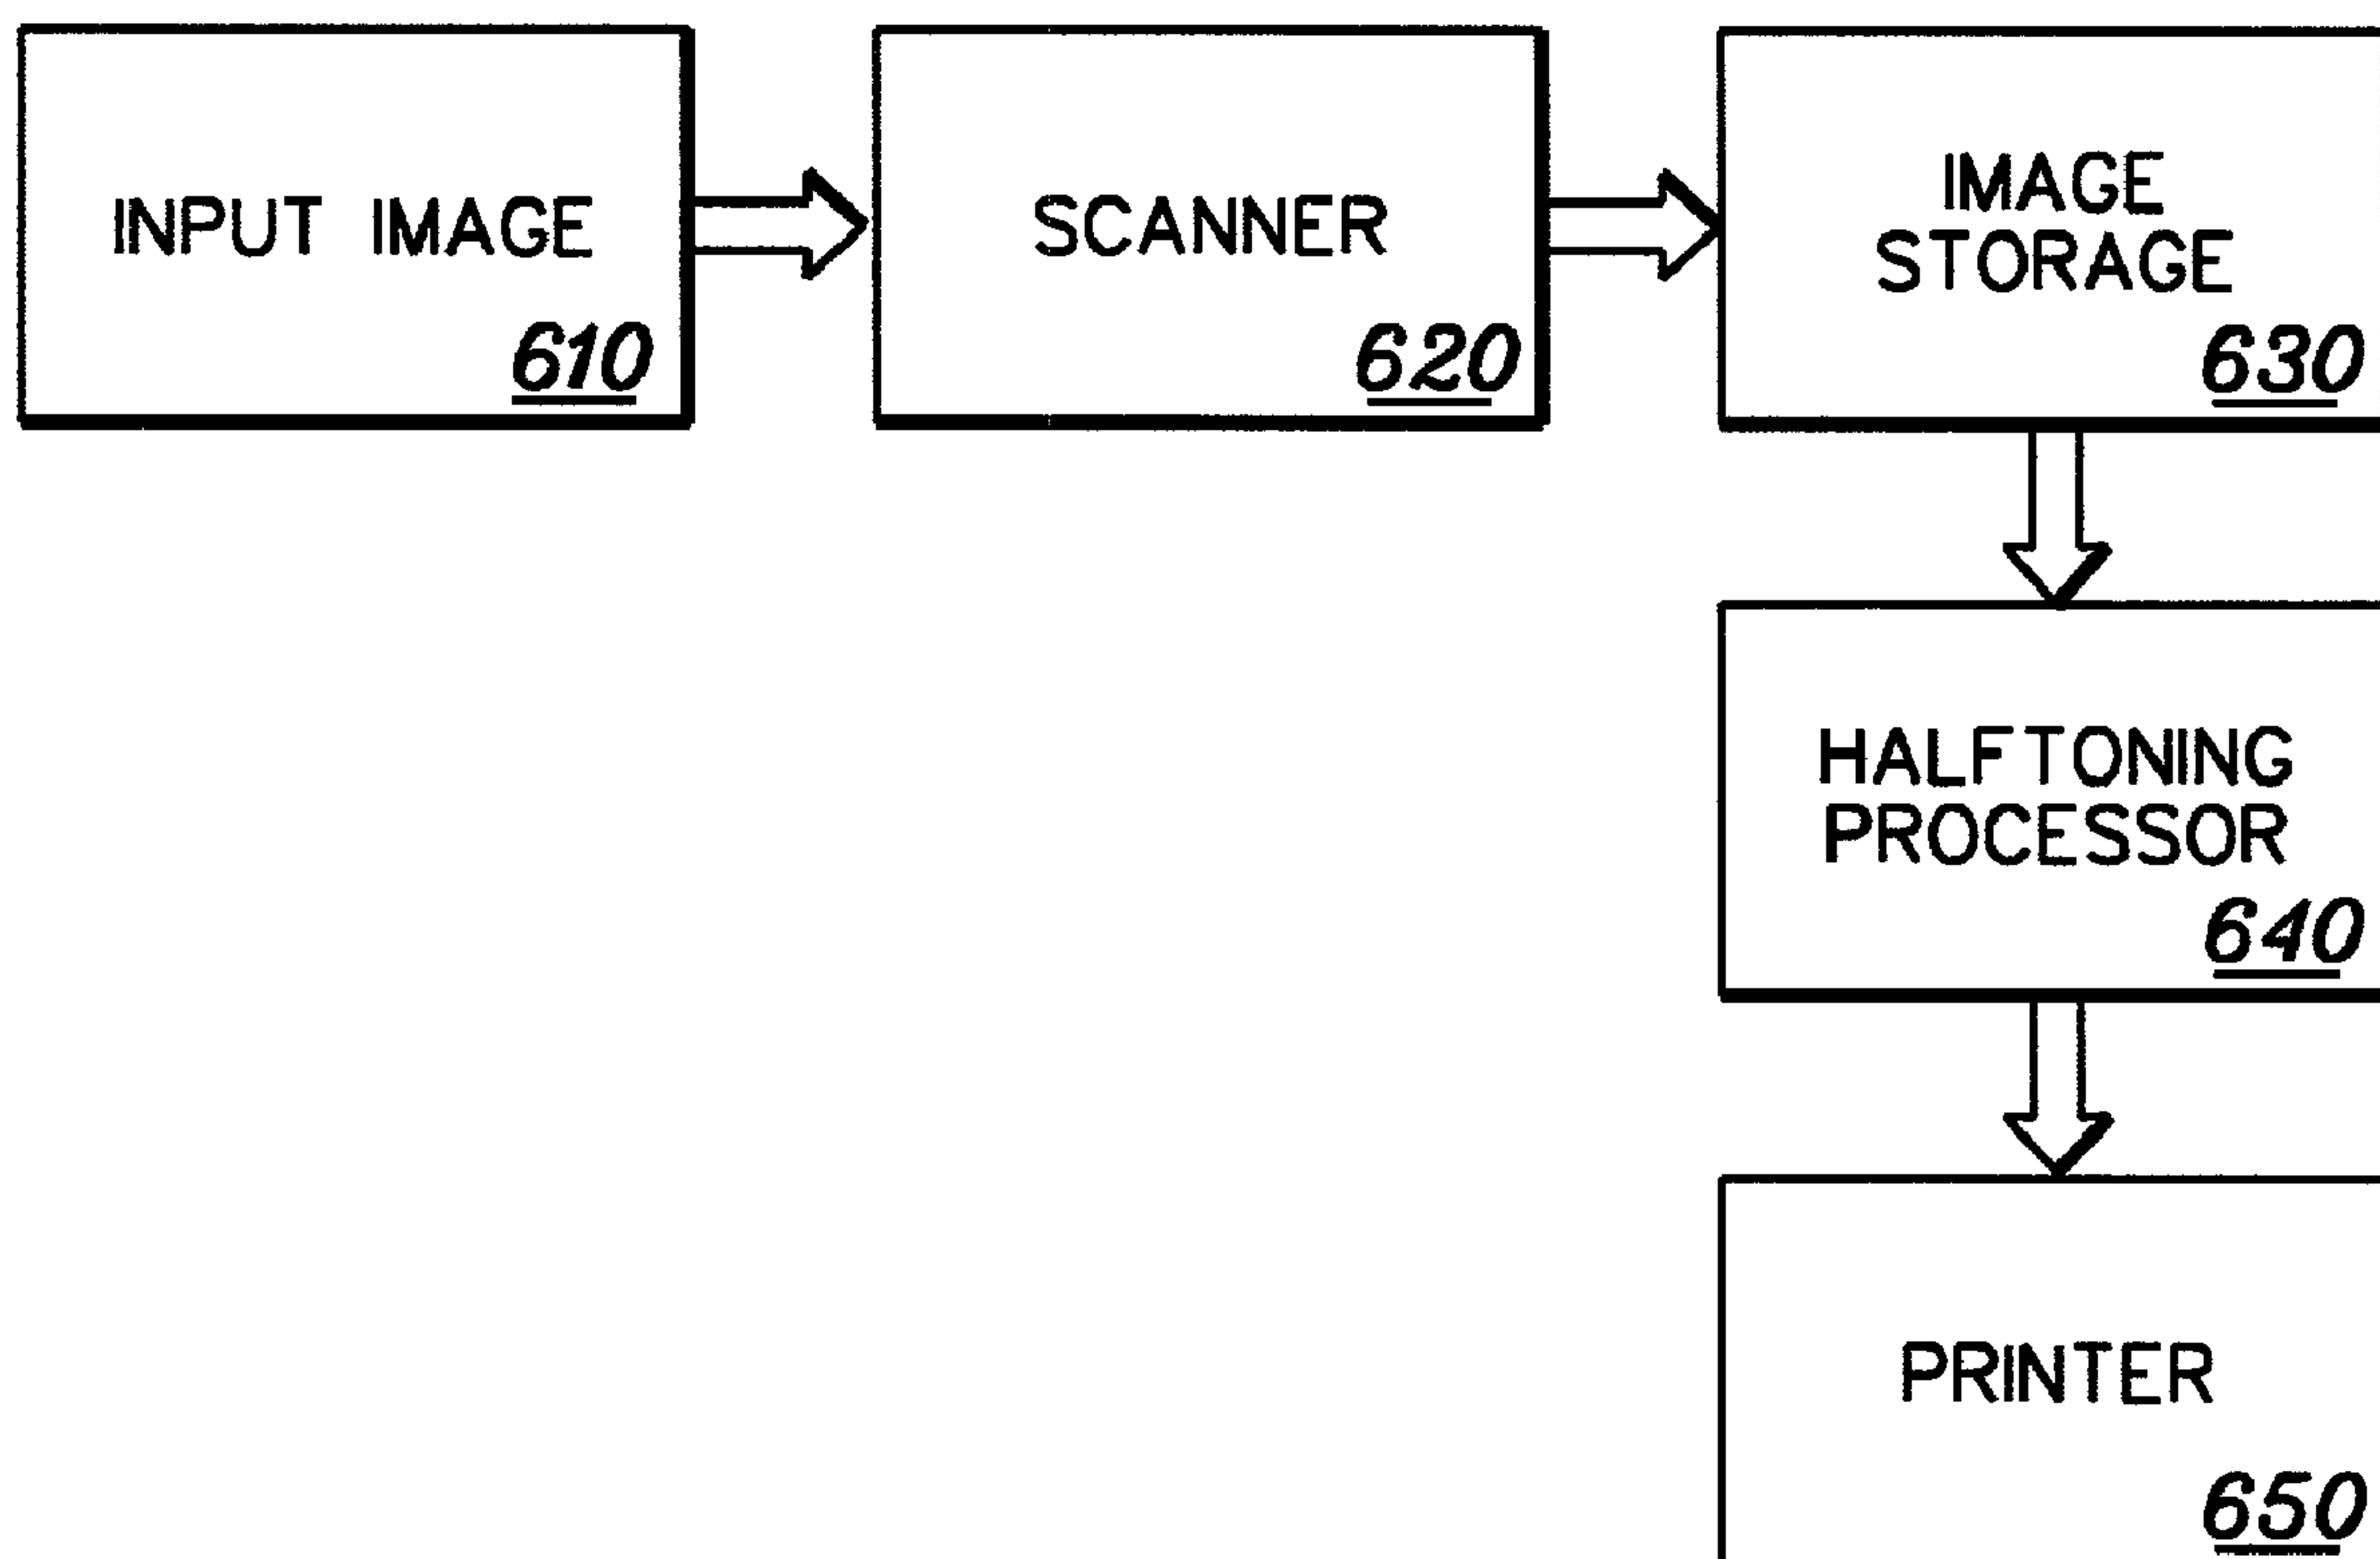 INPUT IMAGE
610
SCANNER
620
IMAGE
STORAGE
630
HALFTONING
PROCESSOR
640
PRINTER
650